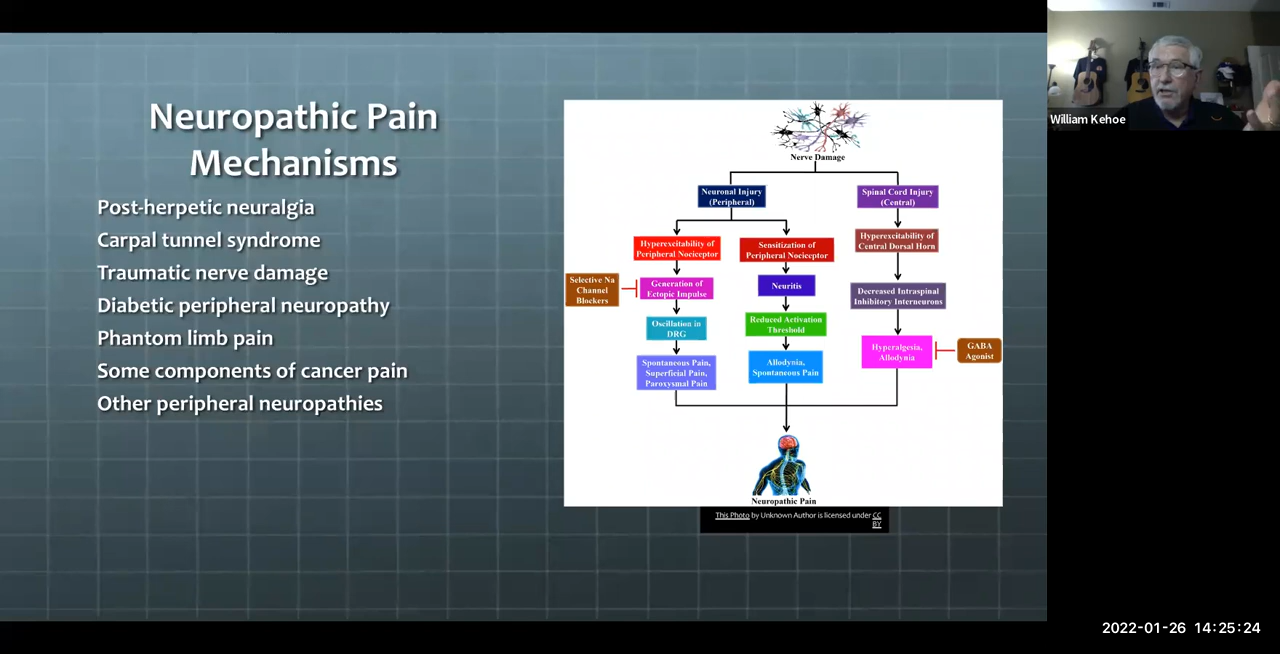 Neuropathic Pain
Mechanisms
Post-herpetic neuralgia
Carpal tunnel syndrome
Traumatic nerve damage
Diabetic peripheral neuropathy
Phantom limb pain
Some components of cancer pain
Other peripheral neuropathies
Nerve Damage
Neuronal Injury
(Peripheral)
Spinal Cord Injury
(Central)
Hyperexcitability of
Peripheral Nociceptor
Sensitization of
Peripheral Nociceptor
Hyperexcitability of
Central Dorsal Horn
Selective Na
Channel
Blockers
Generation of
Ectopic Impulse
Neuritis
Decreased Intraspinal
Inhibitory Interneurons
Oscillation in
DRG
Reduced Activation
Threshold
Hyperalgesia,
Allodynia
GABA
Agonist
Spontaneous Pain,
Superficial Pain,
Paroxysmal Pain
Allodynia,
Spontaneous Pain
Neuropathic Pain
This Photo by Unknown Author is licensed under CC
BY
William Kehoe
2022-01-26 14:25:24